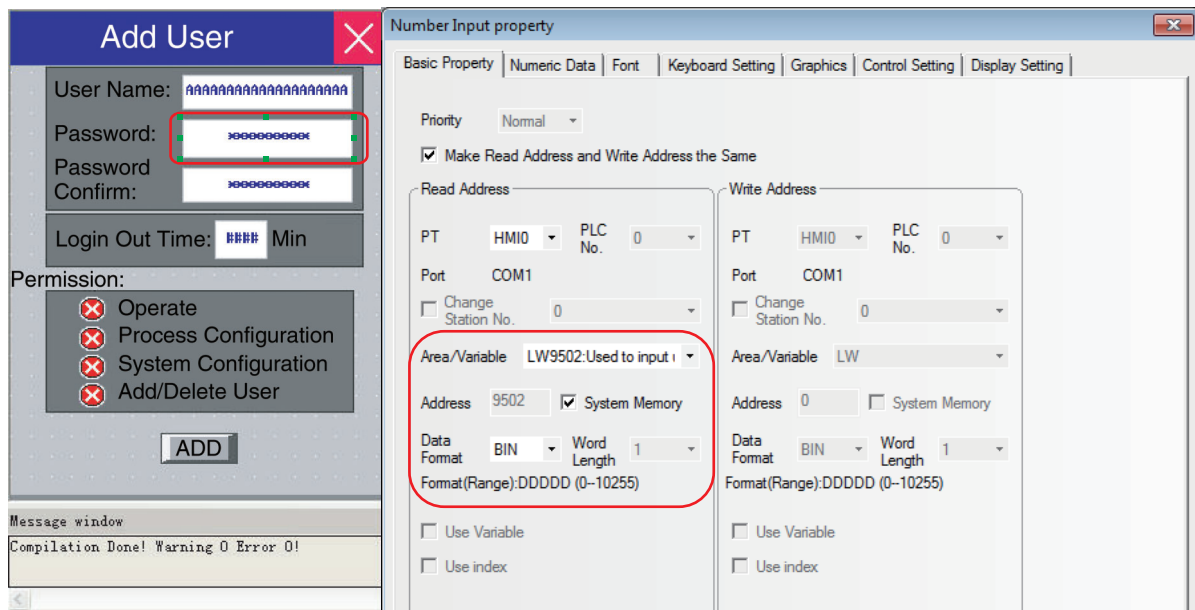 Add User
User Name: AAAAAAAAAAAAAAAAAAAA
Password: **********
Password
Confirm: **********
Login Out Time: #### Min
Permission:
Operate
Process Configuration
System Configuration
Add/Delete User
ADD
Message window
Compilation Done! Warning 0 Error 0!
Number Input property
Basic Property Numeric Data Font Keyboard Setting Graphics Control Setting Display Setting
Priority Normal
Make Read Address and Write Address the Same
Read Address
PT HMI0 PLC No. 0
Port COM1
Change Station No. 0
Area/Variable LW9502:Used to input
Address 9502 System Memory
Data Format BIN Word Length 1
Format(Range):DDDDD (0--10255)
Use Variable
Use index
Write Address
PT HMI0 PLC No. 0
Port COM1
Change Station No. 0
Area/Variable LW
Address 0 System Memory
Data Format BIN Word Length 1
Format(Range):DDDDD (0--10255)
Use Variable
Use index